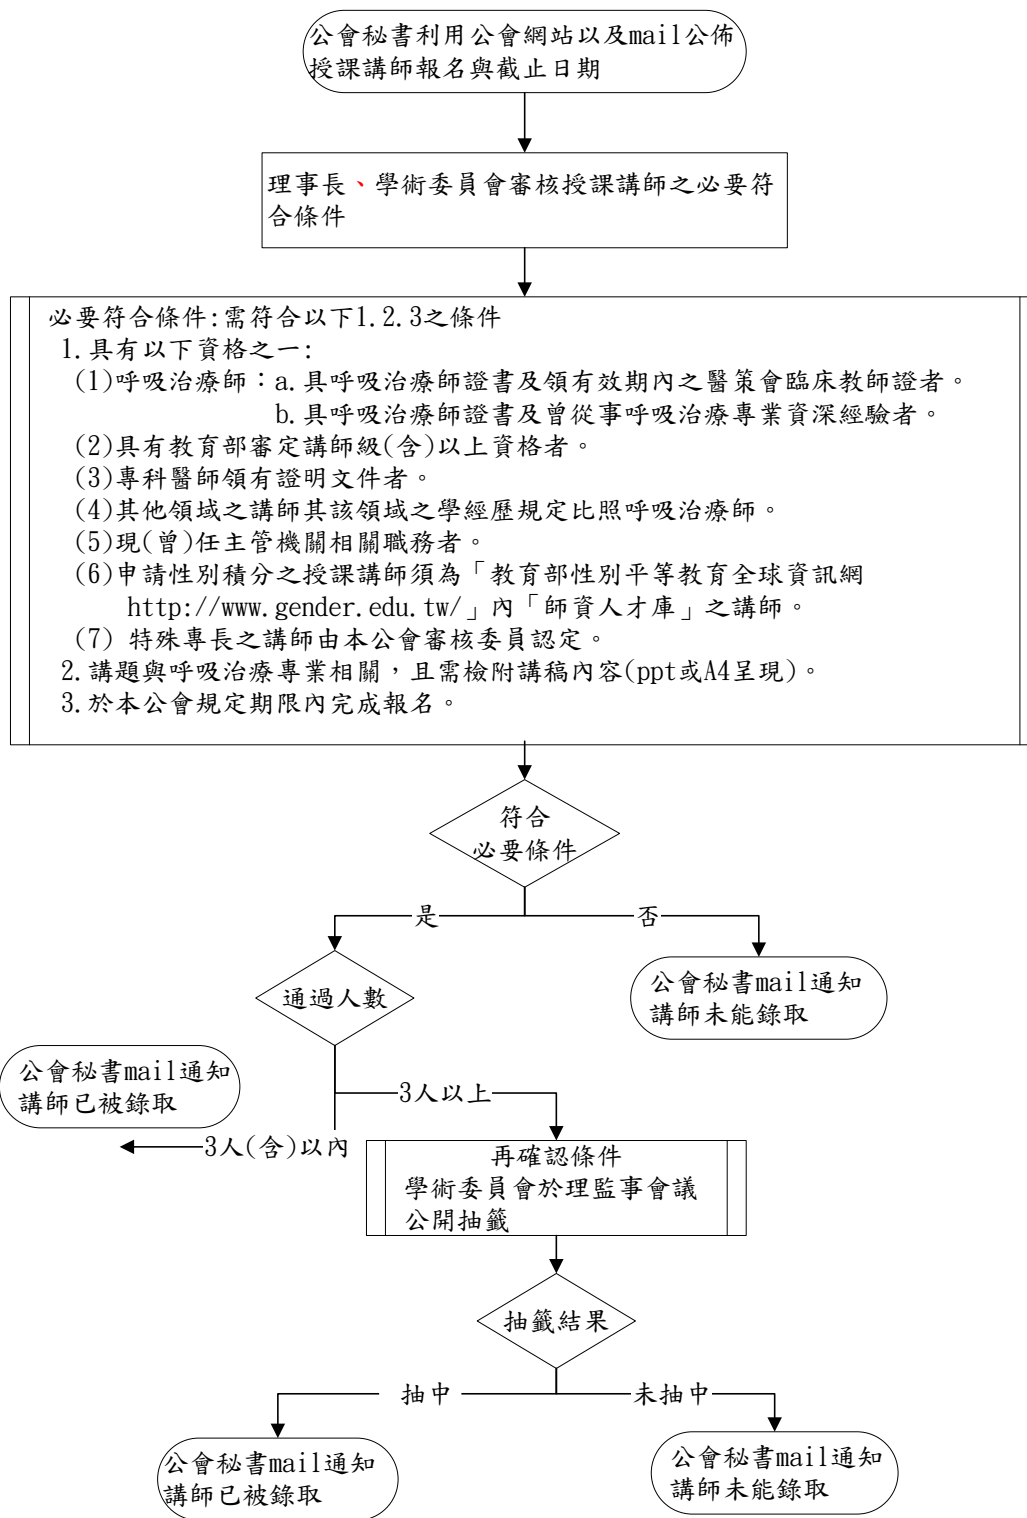 公會秘書利用公會網站以及mail公佈
授課講師報名與截止日期
理事長、學術委員會審核授課講師之必要符
合條件
必要符合條件:需符合以下1.2.3之條件
1.具有以下資格之一:
(1)呼吸治療師：a.具呼吸治療師證書及領有效期內之醫策會臨床教師證者。
b.具呼吸治療師證書及曾從事呼吸治療專業資深經驗者。
(2)具有教育部審定講師級(含)以上資格者。
(3)專科醫師領有證明文件者。
(4)其他領域之講師其該領域之學經歷規定比照呼吸治療師。
(5)現(曾)任主管機關相關職務者。
(6)申請性別積分之授課講師須為「教育部性別平等教育全球資訊網
http://www.gender.edu.tw/」內「師資人才庫」之講師。
(7) 特殊專長之講師由本公會審核委員認定。
2.講題與呼吸治療專業相關，且需檢附講稿內容(ppt或A4呈現)。
3.於本公會規定期限內完成報名。
符合
必要條件
是
否
通過人數
公會秘書mail通知
講師未能錄取
公會秘書mail通知
講師已被錄取
3人以上
3人(含)以內
再確認條件
學術委員會於理監事會議
公開抽籤
抽籤結果
抽中
未抽中
公會秘書mail通知
講師已被錄取
公會秘書mail通知
講師未能錄取